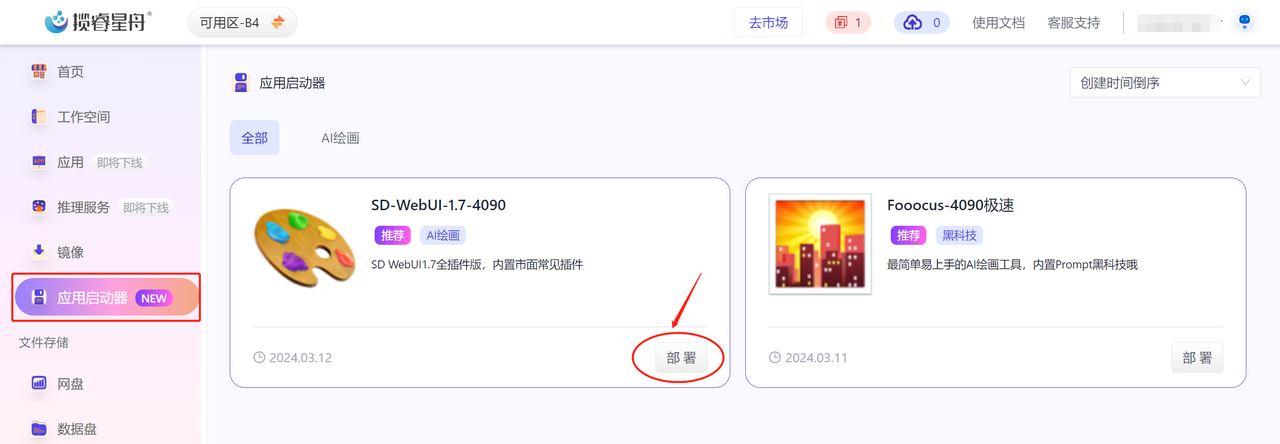 揽睿星舟®
可用区-B4
去市场
1
0
使用文档
客服支持
首页
工作空间
应用 即将下线
推理服务 即将下线
镜像
应用启动器 NEW
文件存储
网盘
数据盘
应用启动器
创建时间倒序
全部
AI绘画
SD-WebUI-1.7-4090
推荐 AI绘画
SD WebUI1.7全插件版，内置市面常见插件
2024.03.12
部 署
Fooocus-4090极速
推荐 黑科技
最简单易上手的AI绘画工具，内置Prompt黑科技哦
2024.03.11
部 署